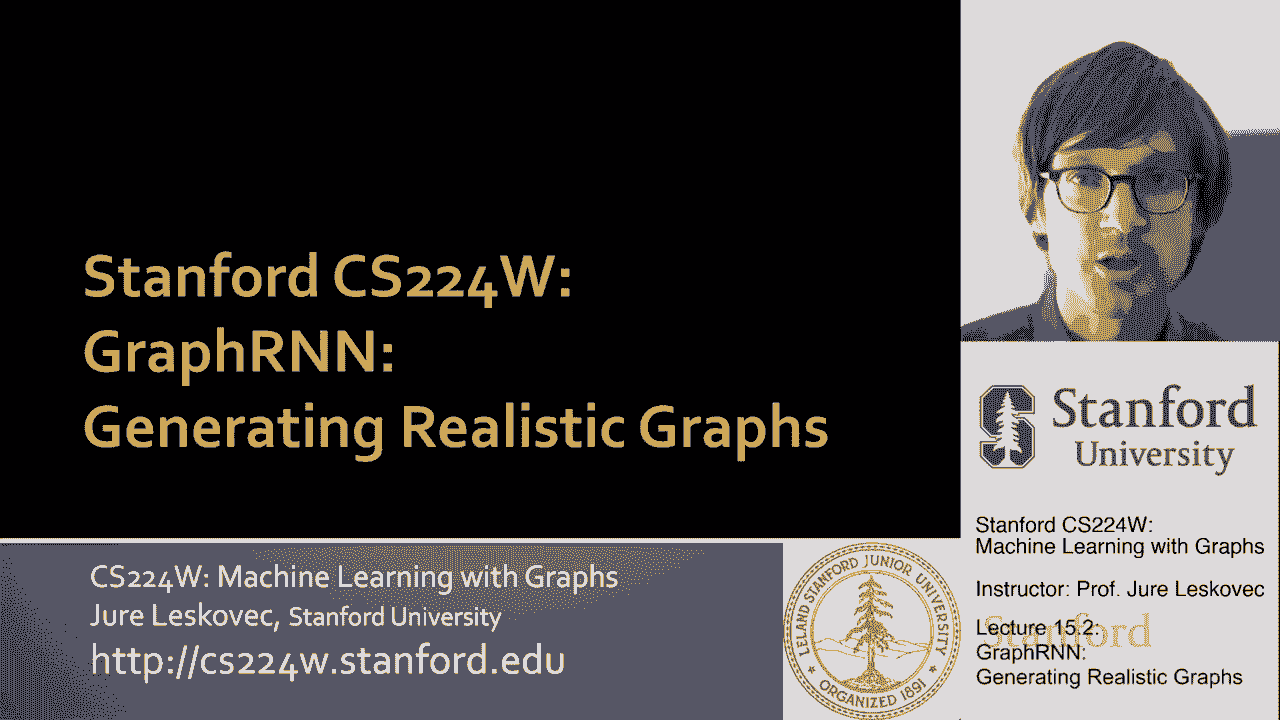 Stanford CS224W:
GraphRNN:
Generating Realistic Graphs
CS224W: Machine Learning with Graphs
Jure Leskovec, Stanford University
http://cs224w.stanford.edu
LELAND STANFORD JUNIOR UNIVERSITY
ORGANIZED 1891
S
Stanford
University
Stanford CS224W:
Machine Learning with Graphs
Instructor: Prof. Jure Leskovec
Stanford
Lecture 15.2:
GraphRNN:
Generating Realistic Graphs